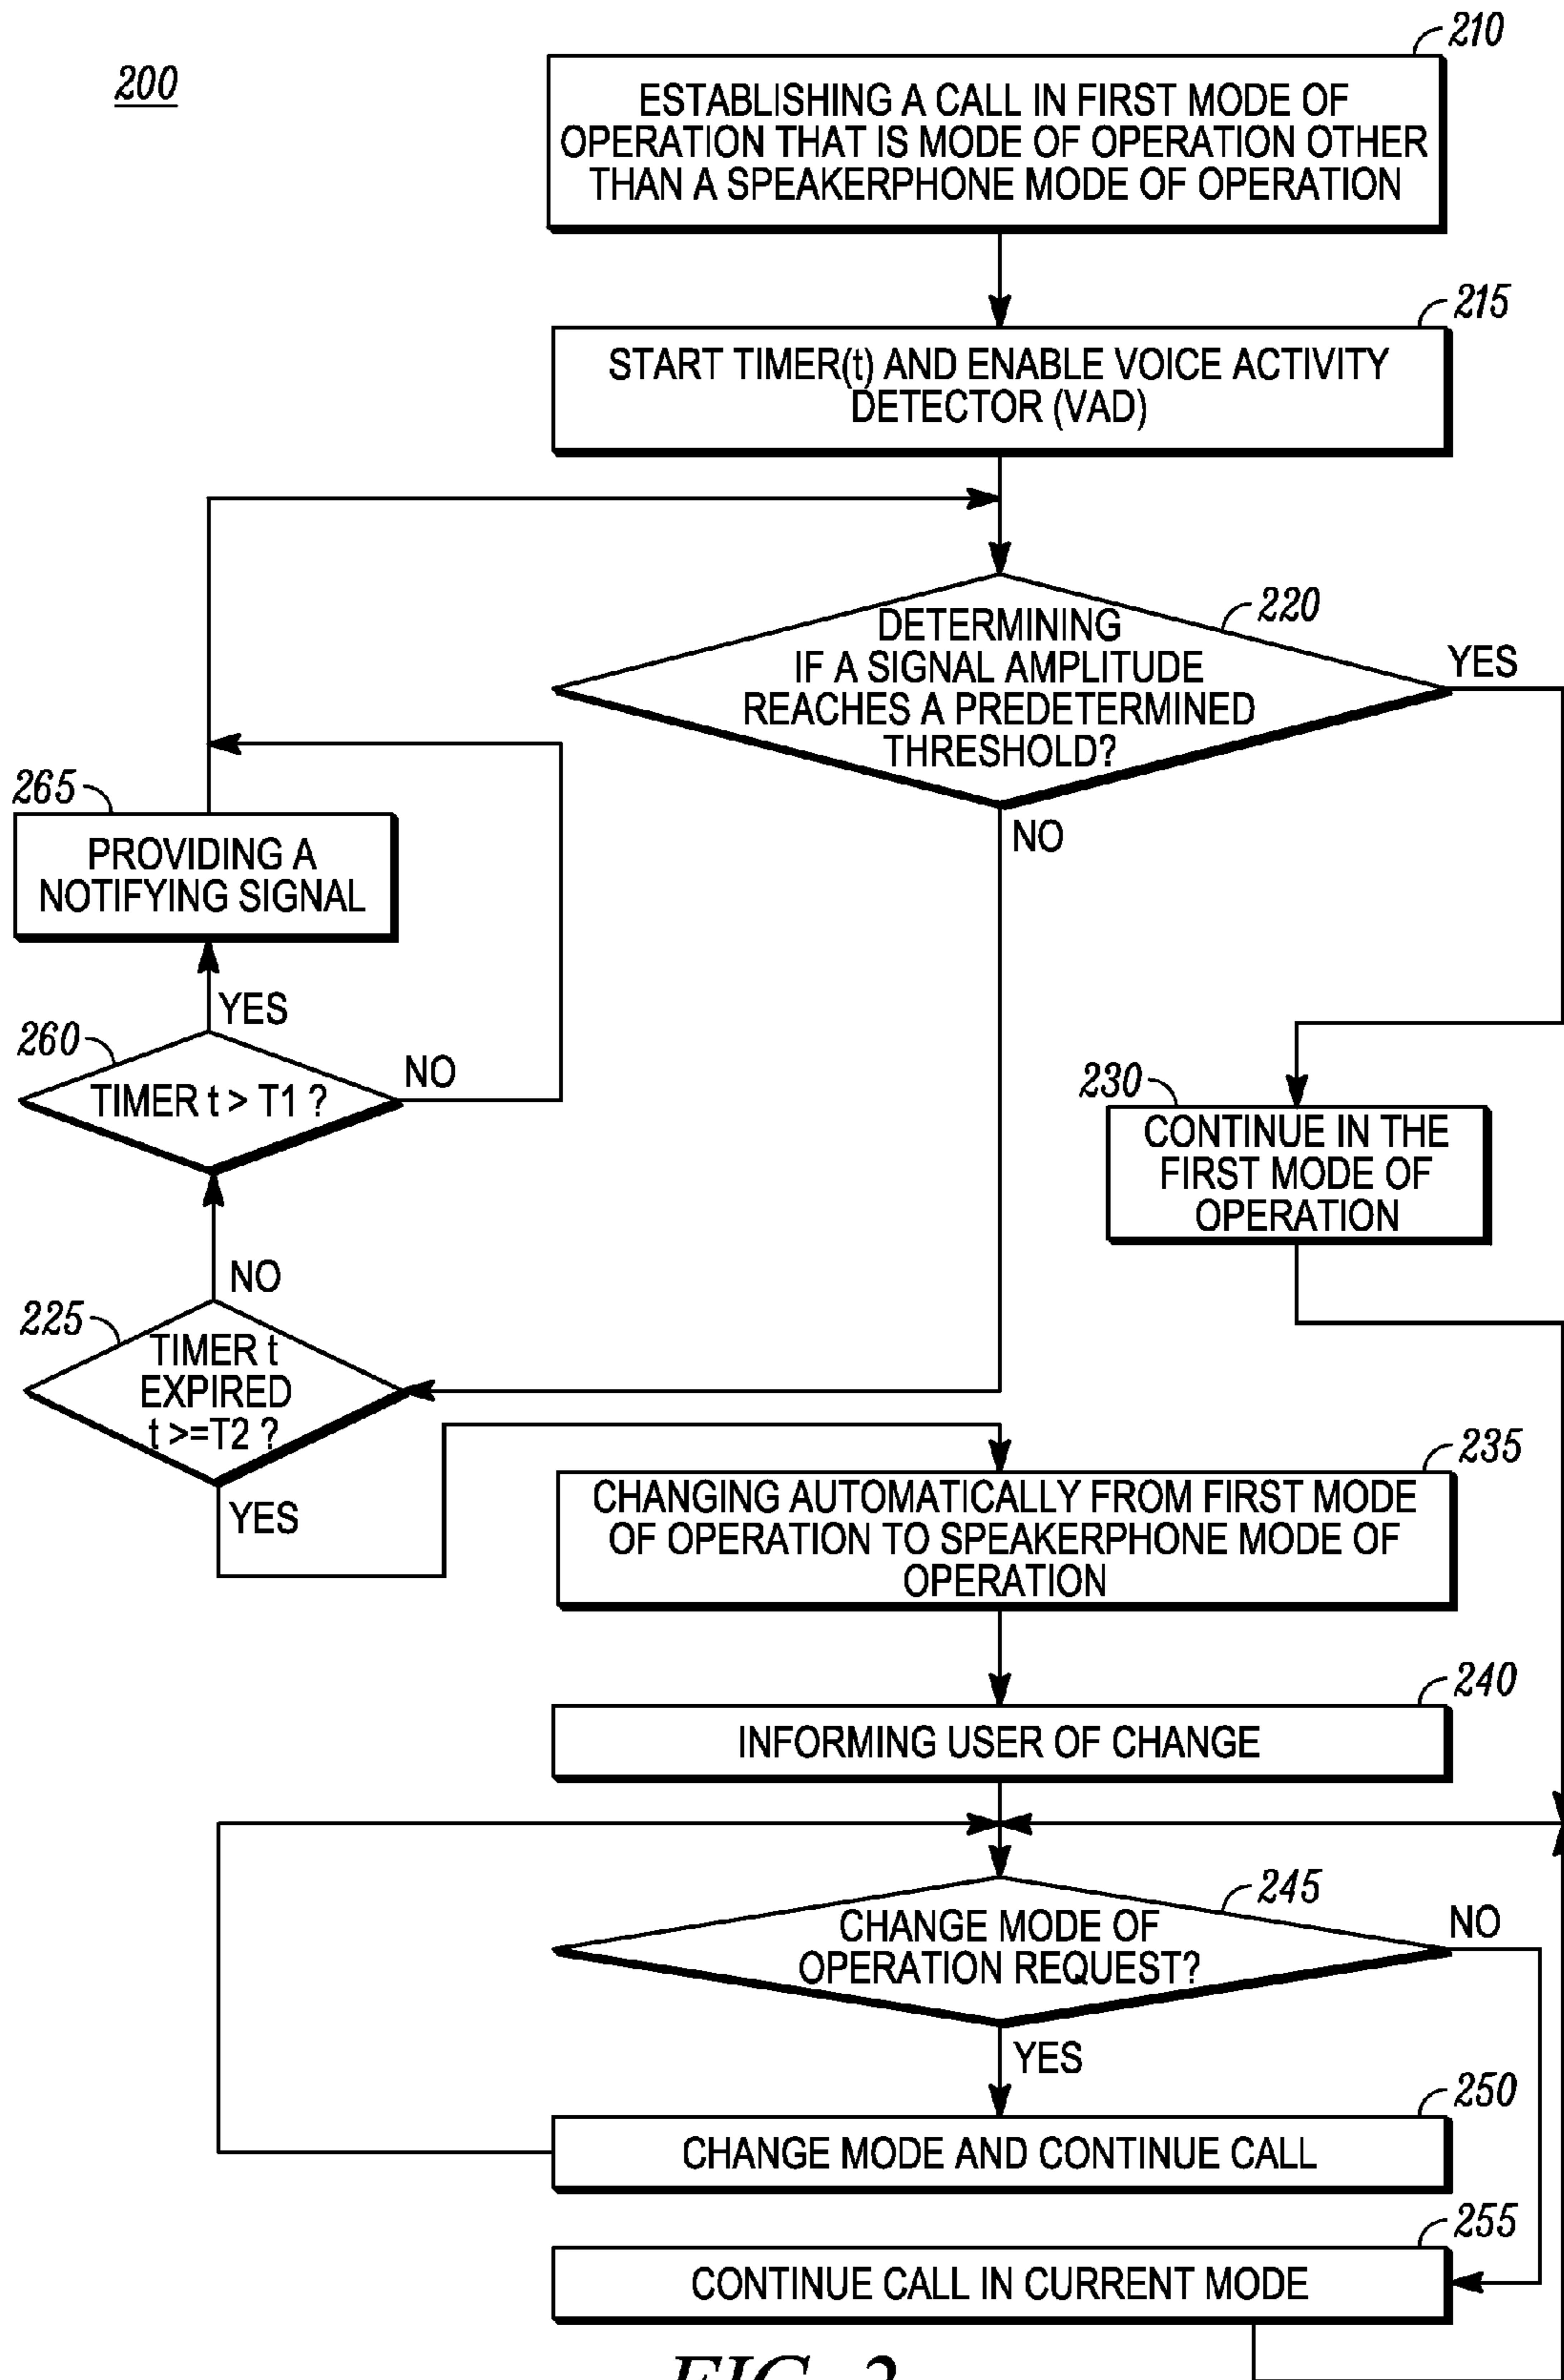 200
210
ESTABLISHING A CALL IN FIRST MODE OF
OPERATION THAT IS MODE OF OPERATION OTHER
THAN A SPEAKERPHONE MODE OF OPERATION
215
START TIMER(t) AND ENABLE VOICE ACTIVITY
DETECTOR (VAD)
220
DETERMINING
IF A SIGNAL AMPLITUDE
REACHES A PREDETERMINED
THRESHOLD?
YES
NO
265
PROVIDING A
NOTIFYING SIGNAL
YES
260
TIMER t > T1 ?
NO
230
CONTINUE IN THE
FIRST MODE OF
OPERATION
NO
225
TIMER t
EXPIRED
t >=T2 ?
YES
235
CHANGING AUTOMATICALLY FROM FIRST MODE
OF OPERATION TO SPEAKERPHONE MODE OF
OPERATION
240
INFORMING USER OF CHANGE
245
CHANGE MODE OF
OPERATION REQUEST?
NO
YES
250
CHANGE MODE AND CONTINUE CALL
255
CONTINUE CALL IN CURRENT MODE
FIG. 2